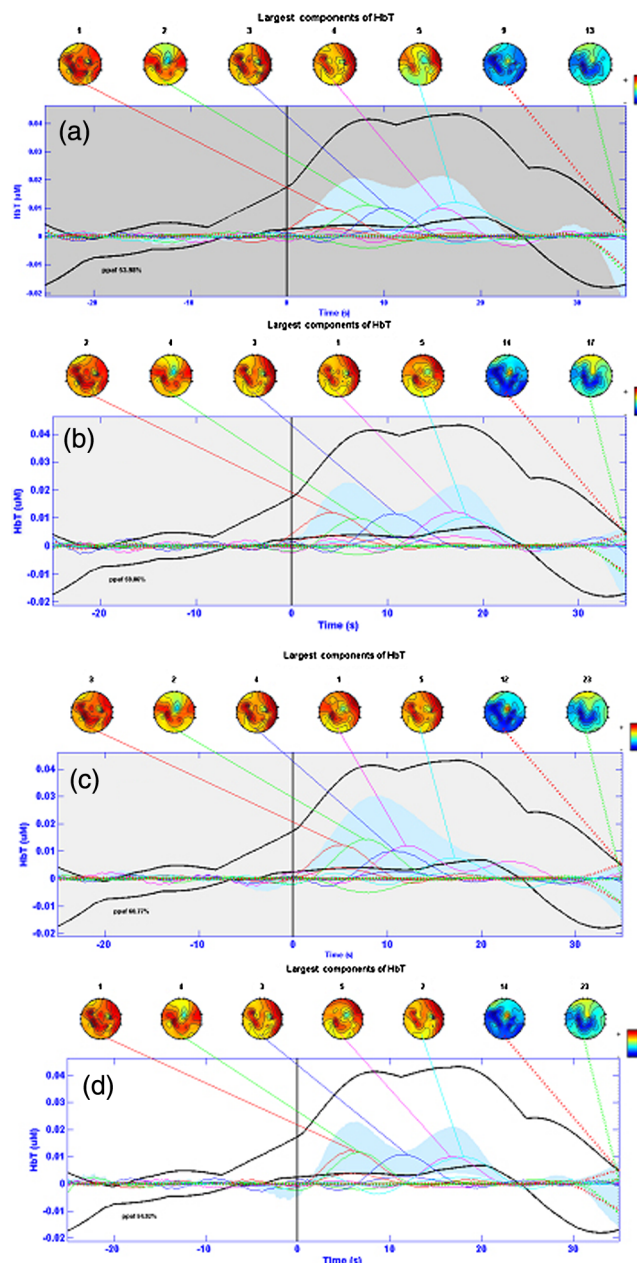 Largest components of HbT
1 2 3 4 5 9 13
+
-
(a)
0.04
0.03
0.02
0.01
0
-0.01
-0.02
HbT (uM)
-20 -10 0 10 20 30
Time (s)
Largest components of HbT
2 4 3 1 5 14 17
+
-
(b)
0.04
0.03
0.02
0.01
0
-0.01
-0.02
HbT (uM)
-20 -10 0 10 20 30
Time (s)
Largest components of HbT
3 2 4 1 5 12 23
+
-
(c)
0.04
0.03
0.02
0.01
0
-0.01
-0.02
HbT (uM)
-20 -10 0 10 20 30
Time (s)
Largest components of HbT
1 4 3 5 2 14 23
+
-
(d)
0.04
0.03
0.02
0.01
0
-0.01
-0.02
HbT (uM)
-20 -10 0 10 20 30
Time (s)